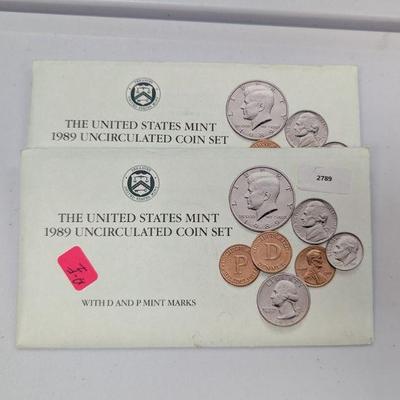 THE UNITED STATES MINT
1989 UNCIRCULATED COIN SET
2789
THE UNITED STATES MINT
1989 UNCIRCULATED COIN SET
P
D
WITH D AND P MINT MARKS